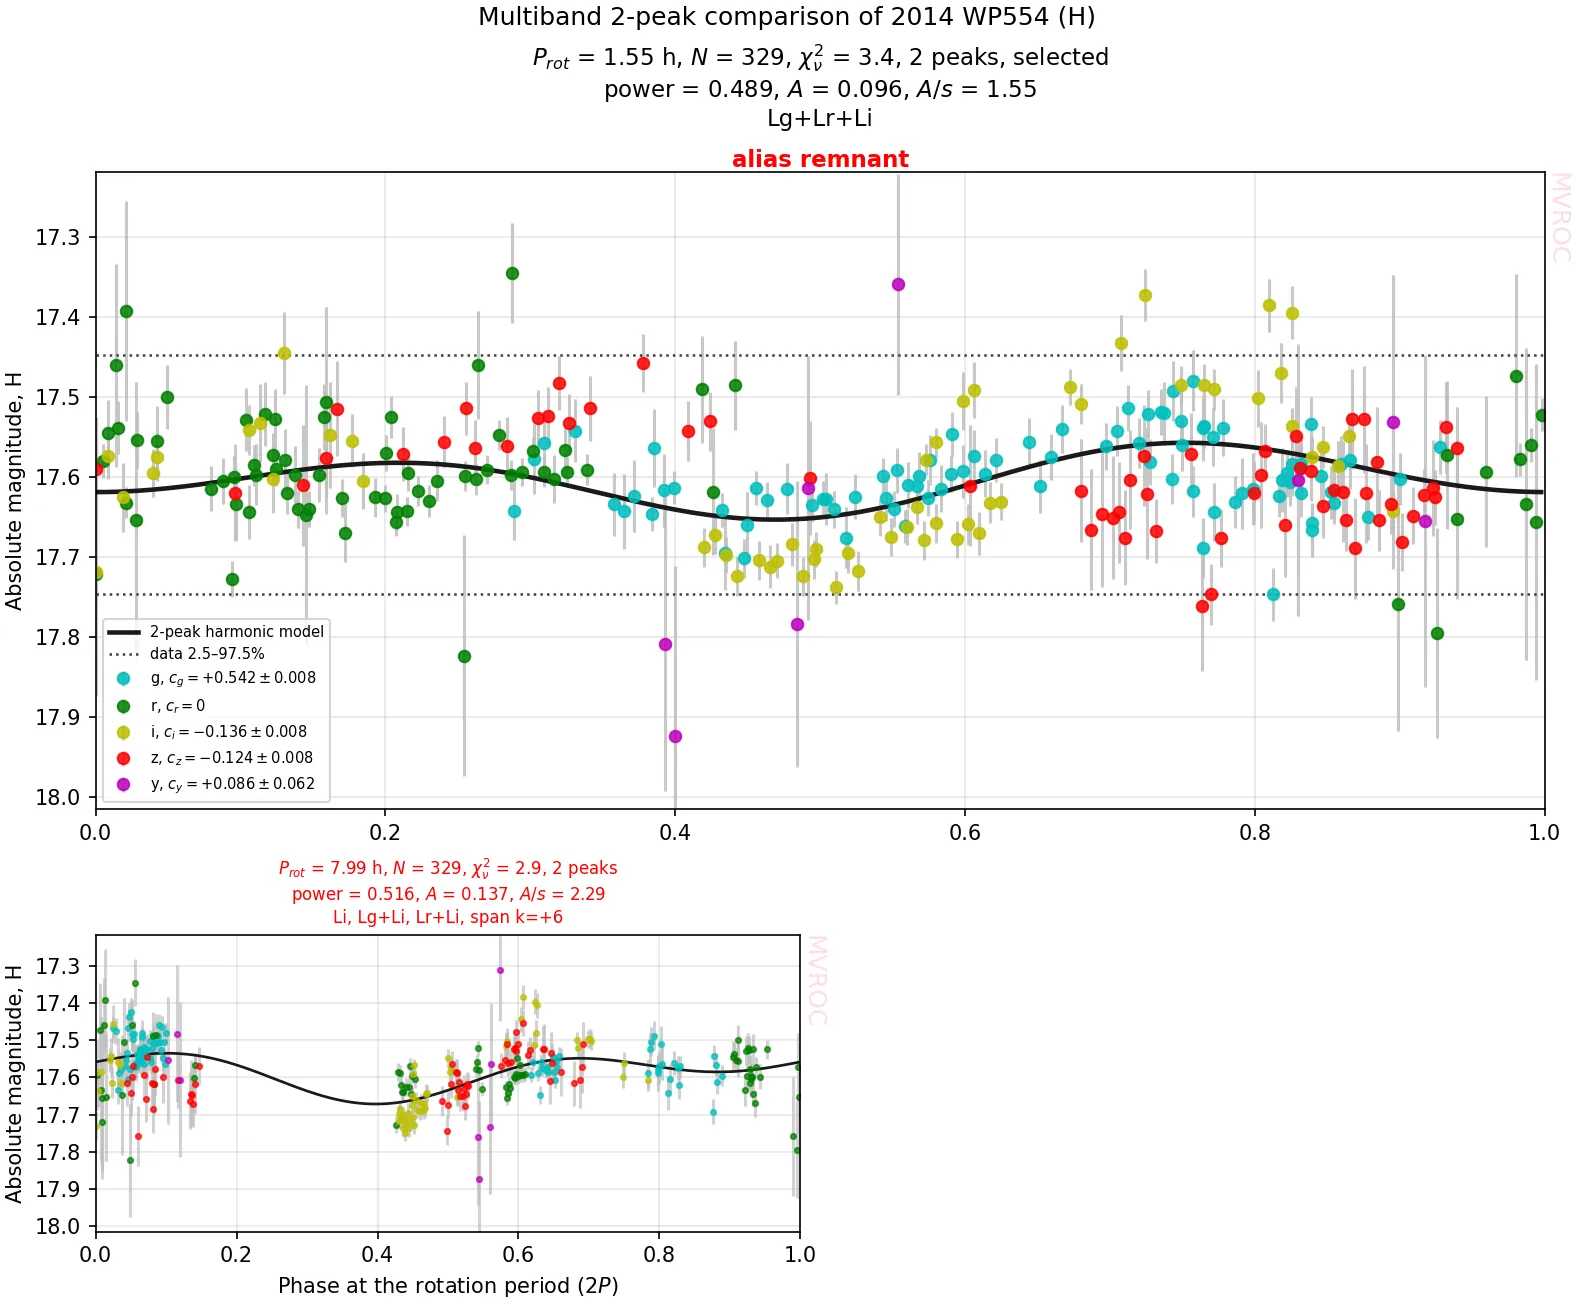 Multiband 2-peak comparison of 2014 WP554 (H)
P_rot = 1.55 h, N = 329, χ²_ν = 3.4, 2 peaks, selected
power = 0.489, A = 0.096, A/s = 1.55
Lg+Lr+Li
alias remnant
MVROC
Absolute magnitude, H
17.3
17.4
17.5
17.6
17.7
17.8
17.9
18.0
2-peak harmonic model
data 2.5–97.5%
g, c_g = +0.542 ± 0.008
r, c_r = 0
i, c_i = −0.136 ± 0.008
z, c_z = −0.124 ± 0.008
y, c_y = +0.086 ± 0.062
0.0 0.2 0.4 0.6 0.8 1.0
P_rot = 7.99 h, N = 329, χ²_ν = 2.9, 2 peaks
power = 0.516, A = 0.137, A/s = 2.29
Li, Lg+Li, Lr+Li, span k=+6
MVROC
Absolute magnitude, H
17.3
17.4
17.5
17.6
17.7
17.8
17.9
18.0
0.0 0.2 0.4 0.6 0.8 1.0
Phase at the rotation period (2P)